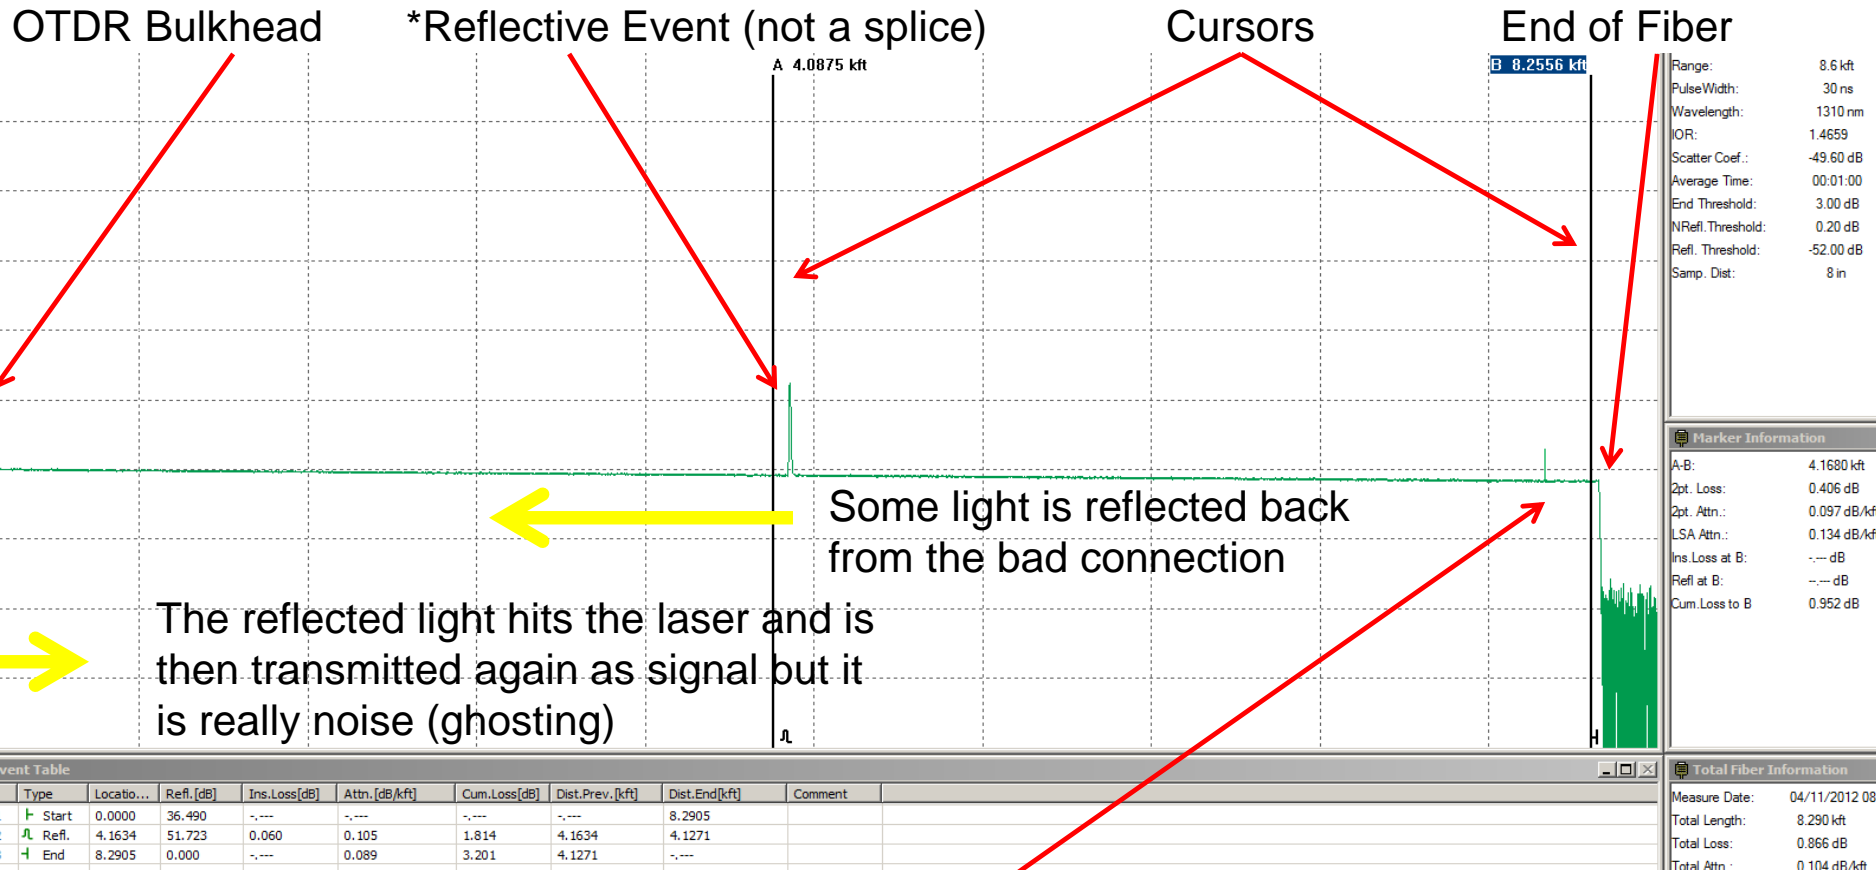 OTDR Bulkhead *Reflective Event (not a splice) Cursors End of Fiber
A 4.0875 kft B 8.2556 kft
Range: 8.6 kft
PulseWidth: 30 ns
Wavelength: 1310 nm
IOR: 1.4659
Scatter Coef.: -49.60 dB
Average Time: 00:01:00
End Threshold: 3.00 dB
NRefl.Threshold: 0.20 dB
Refl. Threshold: -52.00 dB
Samp. Dist: 8 in
Marker Information
A-B: 4.1680 kft
2pt. Loss: 0.406 dB
2pt. Attn.: 0.097 dB/kft
LSA Attn.: 0.134 dB/kft
Ins.Loss at B: -.--- dB
Refl at B: --.--- dB
Cum.Loss to B 0.952 dB
Some light is reflected back
from the bad connection
The reflected light hits the laser and is
then transmitted again as signal but it
is really noise (ghosting)
vent Table
Type Locatio... Refl.[dB] Ins.Loss[dB] Attn.[dB/kft] Cum.Loss[dB] Dist.Prev.[kft] Dist.End[kft] Comment
Start 0.0000 36.490 -.--- -.--- -.--- -.--- 8.2905
Refl. 4.1634 51.723 0.060 0.105 1.814 4.1634 4.1271
End 8.2905 0.000 0.089 3.201 4.1271 -.---
Total Fiber Information
Measure Date: 04/11/2012 08
Total Length: 8.290 kft
Total Loss: 0.866 dB
Total Attn.: 0.104 dB/kft